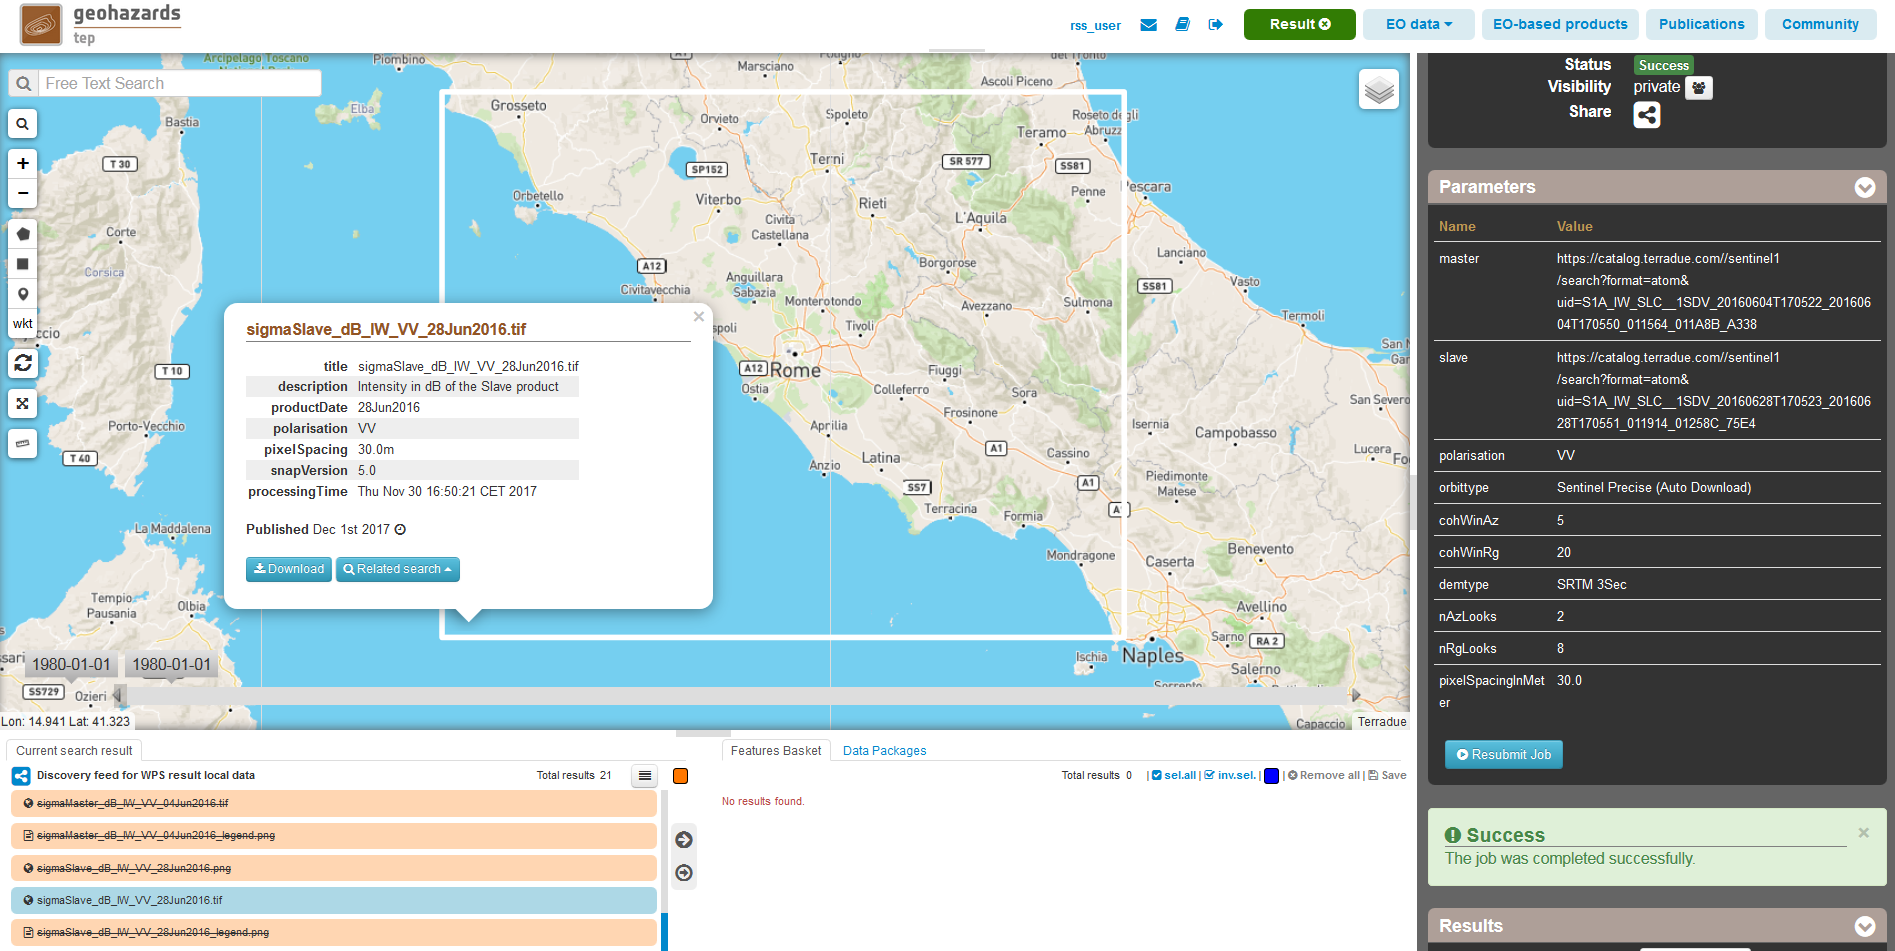 geohazards
tep
rss_user
Result
EO data
EO-based products
Publications
Community
Free Text Search
Arcipelago Toscano
Piombino
Marsciano
Ascoli Piceno
Grosseto
Elba
Bastia
Orvieto
Spoleto
Roseto degli
Abruzz
Teramo
T 30
Terni
SR 577
SS81
SP152
Orbetello
Viterbo
Rieti
Penne
Pescara
L'Aquila
Civita
Castellana
Corte
Corsica
Lanciano
A12
Borgorose
Anguillara
Sabazia
Civitavecchia
Monterotondo
Avezzano
Sulmona
SS81
Vasto
Termoli
wkt
Tivoli
T 10
A12
Rome
Ostia
Fiuggi
Colleferro
Sora
Frosinone
San Severo
Porto-Vecchio
Aprilia
Isernia
Campobasso
T 40
Anzio
Latina
A1
Cassino
Lucera
SS7
A1
Piedimonte
Matese
Terracina
Formia
La Maddalena
Mondragone
Caserta
Benevento
Tempio
Pausania
Olbia
Avellino
Sarno
RA 2
Ischia
Naples
Salerno
Capaccio
SS729
Ozieri
sigmaSlave_dB_IW_VV_28Jun2016.tif
title sigmaSlave_dB_IW_VV_28Jun2016.tif
description Intensity in dB of the Slave product
productDate 28Jun2016
polarisation VV
pixelSpacing 30.0m
snapVersion 5.0
processingTime Thu Nov 30 16:50:21 CET 2017
Published Dec 1st 2017
Download
Related search
1980-01-01
1980-01-01
Lon: 14.941 Lat: 41.323
Terradue
Current search result
Discovery feed for WPS result local data
Total results 21
sigmaMaster_dB_IW_VV_04Jun2016.tif
sigmaMaster_dB_IW_VV_04Jun2016_legend.png
sigmaSlave_dB_IW_VV_28Jun2016.png
sigmaSlave_dB_IW_VV_28Jun2016.tif
sigmaSlave_dB_IW_VV_28Jun2016_legend.png
Features Basket
Data Packages
Total results 0
| sel.all | inv.sel. | | Remove all | Save
No results found.
Status Success
Visibility private
Share
Parameters
Name Value
master https://catalog.terradue.com//sentinel1
/search?format=atom&
uid=S1A_IW_SLC__1SDV_20160604T170522_201606
04T170550_011564_011A8B_A338
slave https://catalog.terradue.com//sentinel1
/search?format=atom&
uid=S1A_IW_SLC__1SDV_20160628T170523_201606
28T170551_011914_01258C_75E4
polarisation VV
orbittype Sentinel Precise (Auto Download)
cohWinAz 5
cohWinRg 20
demtype SRTM 3Sec
nAzLooks 2
nRgLooks 8
pixelSpacingInMet 30.0
er
Resubmit Job
Success
The job was completed successfully.
Results